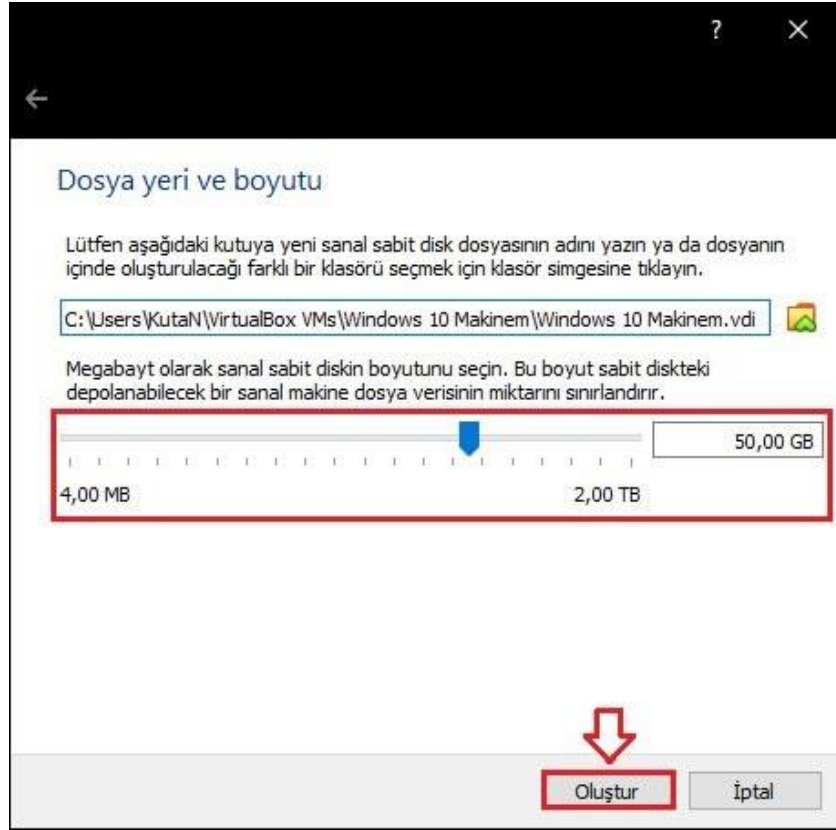 ?
Dosya yeri ve boyutu
Lütfen aşağıdaki kutuya yeni sanal sabit disk dosyasının adını yazın ya da dosyanın
içinde oluşturulacağı farklı bir klasörü seçmek için klasör simgesine tıklayın.
C:\Users\KutaN\VirtualBox VMs\Windows 10 Makinem\Windows 10 Makinem.vdi
Megabayt olarak sanal sabit diskin boyutunu seçin. Bu boyut sabit diskteki
depolanabilecek bir sanal makine dosya verisinin miktarını sınırlandırır.
50,00 GB
4,00 MB 2,00 TB
Oluştur İptal